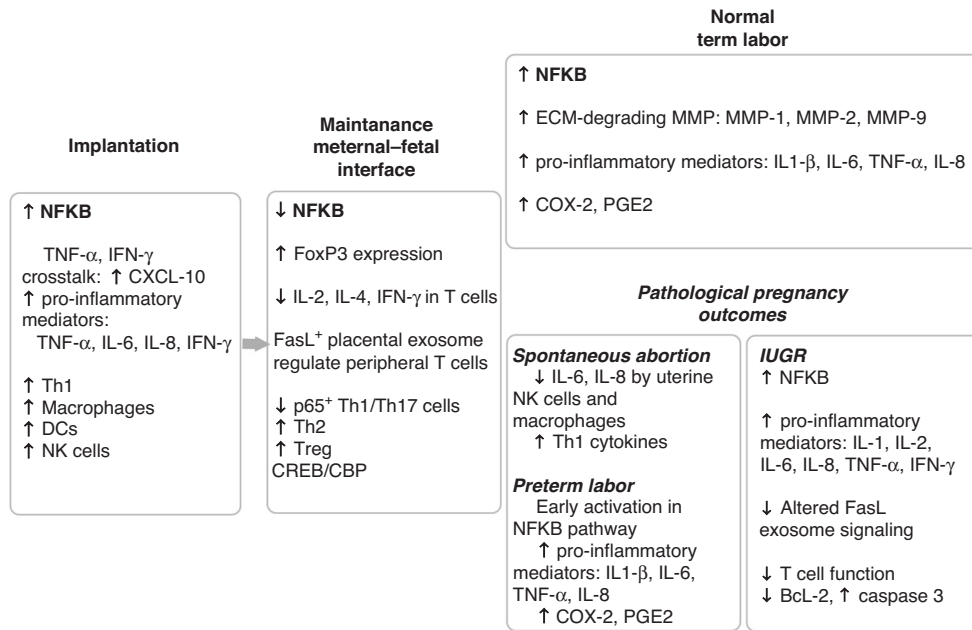 Implantation
↑ NFKB
TNF-α, IFN-γ
crosstalk: ↑ CXCL-10
↑ pro-inflammatory
mediators:
TNF-α, IL-6, IL-8, IFN-γ
↑ Th1
↑ Macrophages
↑ DCs
↑ NK cells
Maintanance
meternal–fetal
interface
↓ NFKB
↑ FoxP3 expression
↓ IL-2, IL-4, IFN-γ in T cells
FasL⁺ placental exosome
regulate peripheral T cells
↓ p65⁺ Th1/Th17 cells
↑ Th2
↑ Treg
CREB/CBP
Normal
term labor
↑ NFKB
↑ ECM-degrading MMP: MMP-1, MMP-2, MMP-9
↑ pro-inflammatory mediators: IL1-β, IL-6, TNF-α, IL-8
↑ COX-2, PGE2
Pathological pregnancy
outcomes
Spontaneous abortion
↓ IL-6, IL-8 by uterine
NK cells and
macrophages
↑ Th1 cytokines
Preterm labor
Early activation in
NFKB pathway
↑ pro-inflammatory
mediators: IL1-β, IL-6,
TNF-α, IL-8
↑ COX-2, PGE2
IUGR
↑ NFKB
↑ pro-inflammatory
mediators: IL-1, IL-2,
IL-6, IL-8, TNF-α, IFN-γ
↓ Altered FasL
exosome signaling
↓ T cell function
↓ BcL-2, ↑ caspase 3